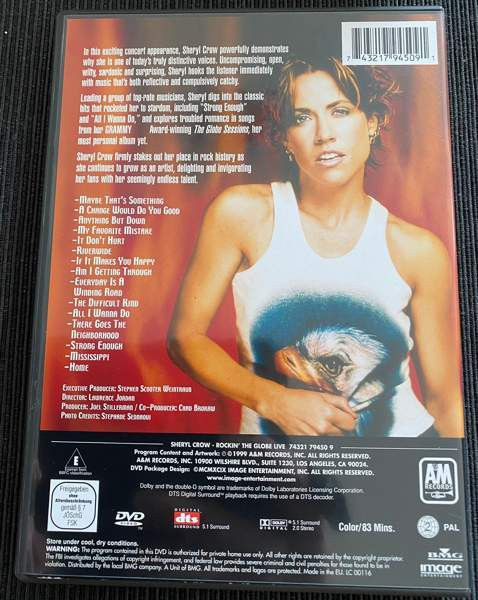 In this exciting concert appearance, Sheryl Crow powerfully demonstrates
why she is one of today's truly distinctive voices. Uncompromising, open,
witty, sardonic and surprising, Sheryl hooks the listener immediately
with music that's both reflective and compulsively catchy.
Leading a group of top-rate musicians, Sheryl digs into the classic
hits that rocketed her to stardom, including "Strong Enough"
and "All I Wanna Do," and explores troubled romance in songs
from her GRAMMY Award-winning The Globe Sessions, her
most personal album yet.
Sheryl Crow firmly stakes out her place in rock history as
she continues to grow as an artist, delighting and invigorating
her fans with her seemingly endless talent.
-Maybe That's Something
-A Change Would Do You Good
-Anything But Down
-My Favorite Mistake
-It Don't Hurt
-Riverwide
-If It Makes You Happy
-Am I Getting Through
-Everyday Is A
Winding Road
-The Difficult Kind
-All I Wanna Do
-There Goes The
Neighborhood
-Strong Enough
-Mississippi
-Home
Executive Producer: Stephen Scooter Weintraub
Director: Lawrence Jordan
Producer: Joel Stillerman / Co-Producer: Caro Bronaw
Photo Credits: Stephane Sednaoui
7 43217 94509 1
SHERYL CROW - ROCKIN' THE GLOBE LIVE 74321 79450 9
Program Content and Artwork: ℗ © 1999 A&M RECORDS, INC. ALL RIGHTS RESERVED.
A&M RECORDS, INC. 10900 WILSHIRE BLVD., SUITE 1230, LOS ANGELES, CA 90024.
DVD Package Design: ©MCMXCIX IMAGE ENTERTAINMENT, INC. ALL RIGHTS RESERVED.
www.image-entertainment.com
Dolby and the double-D symbol are trademarks of Dolby Laboratories Licensing Corporation.
DTS Digital Surround™ playback requires the use of a DTS decoder.
A&M
RECORDS
E
Exempt from
BBFC classification
Freigegeben
ohne
Altersbeschränkung
gemäß § 7
JÖSchG
FSK
DVD
VIDEO
DIGITAL
dts
SURROUND
5.1 Surround
DOLBY
DIGITAL
5.1 Surround
2.0 Stereo
Color/83 Mins.
2
PAL
Store under cool, dry conditions.
WARNING: The program contained in this DVD is authorized for private home use only. All other rights are retained by the copyright proprietor.
The FBI investigates allegations of copyright infringement, and federal law provides severe civil and criminal penalties for those found to be in
violation. Distributed by the local BMG company. A Unit of BMG. All trademarks and logos are protected. Made in the EU. LC 00116
BMG
image
ENTERTAINMENT